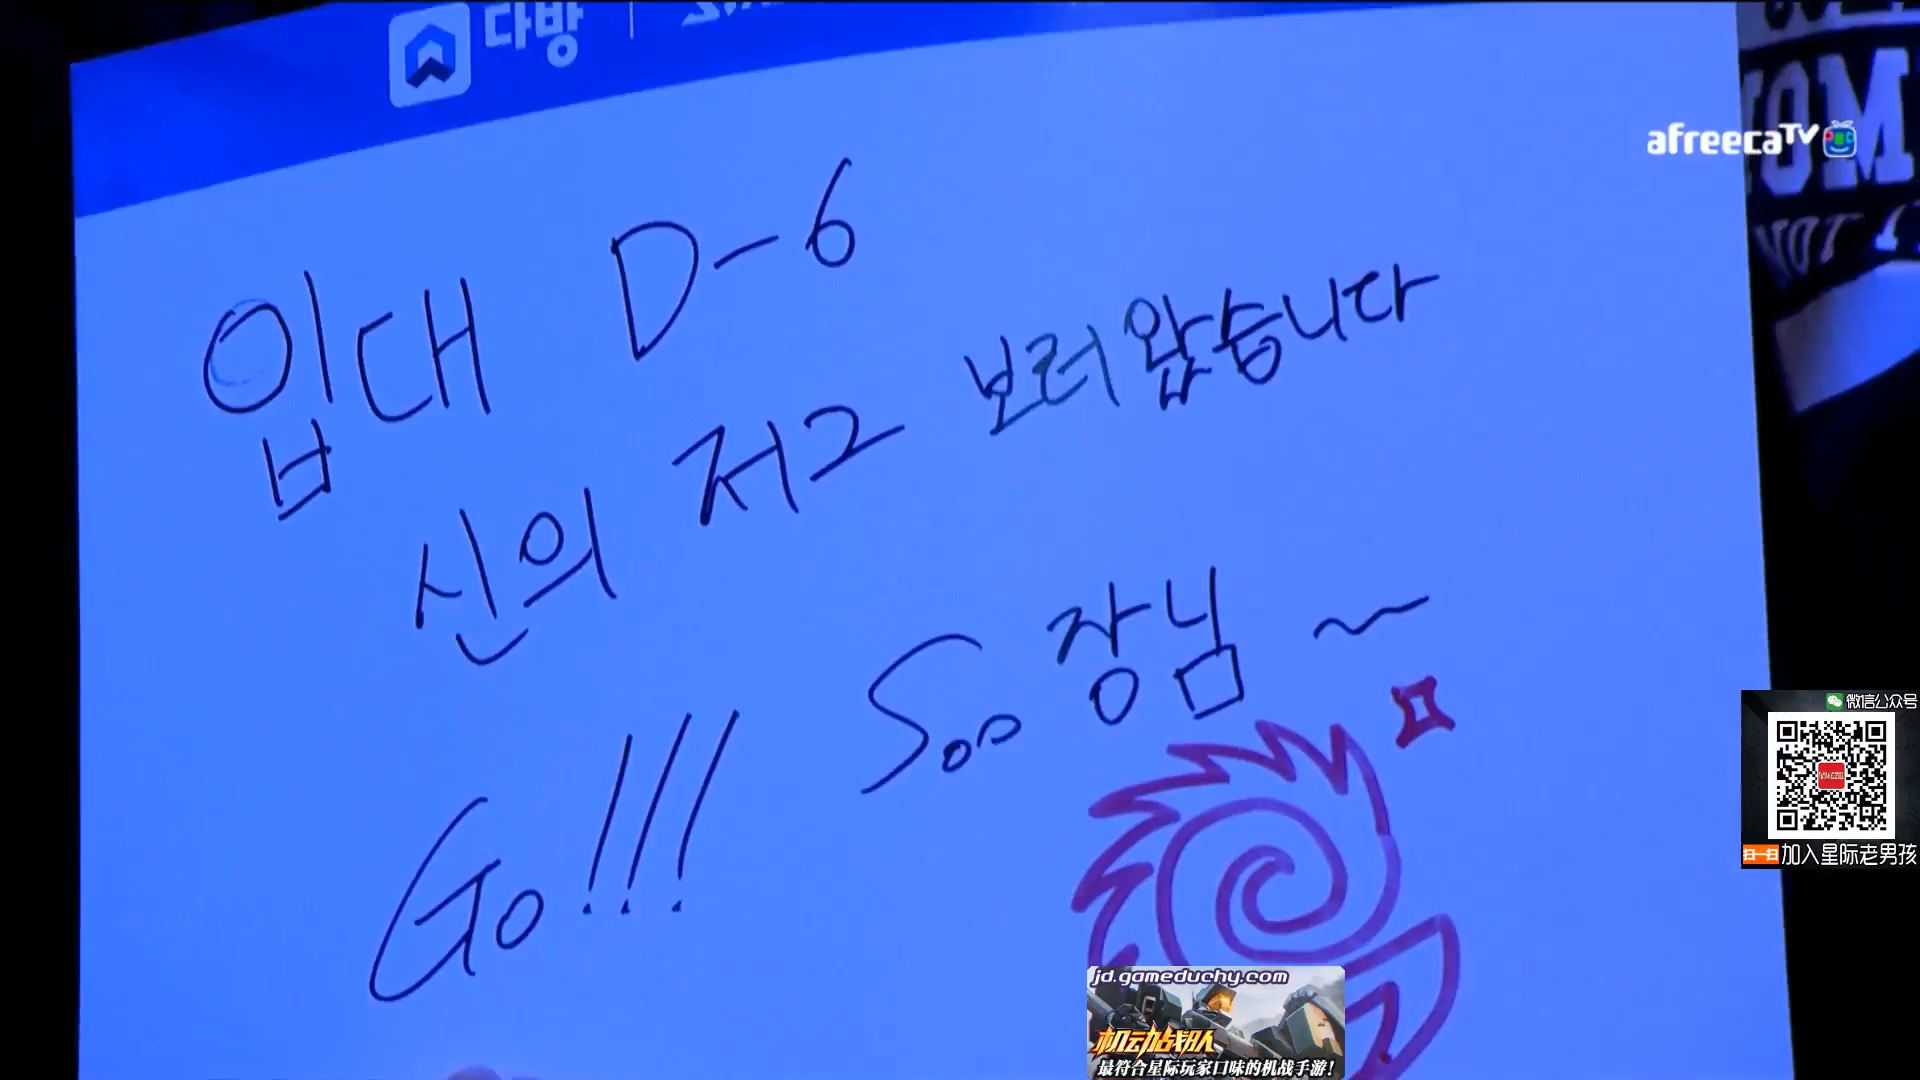 다방
afreecaTV
OM
NOT
입대 D-6
신의 저그 보러 왔습니다
Soo 장님 ~
Go!!!
微信公众号
扫一扫 加入星际老男孩
jd.gameduchy.com
机动战队
最符合星际玩家口味的机战手游!